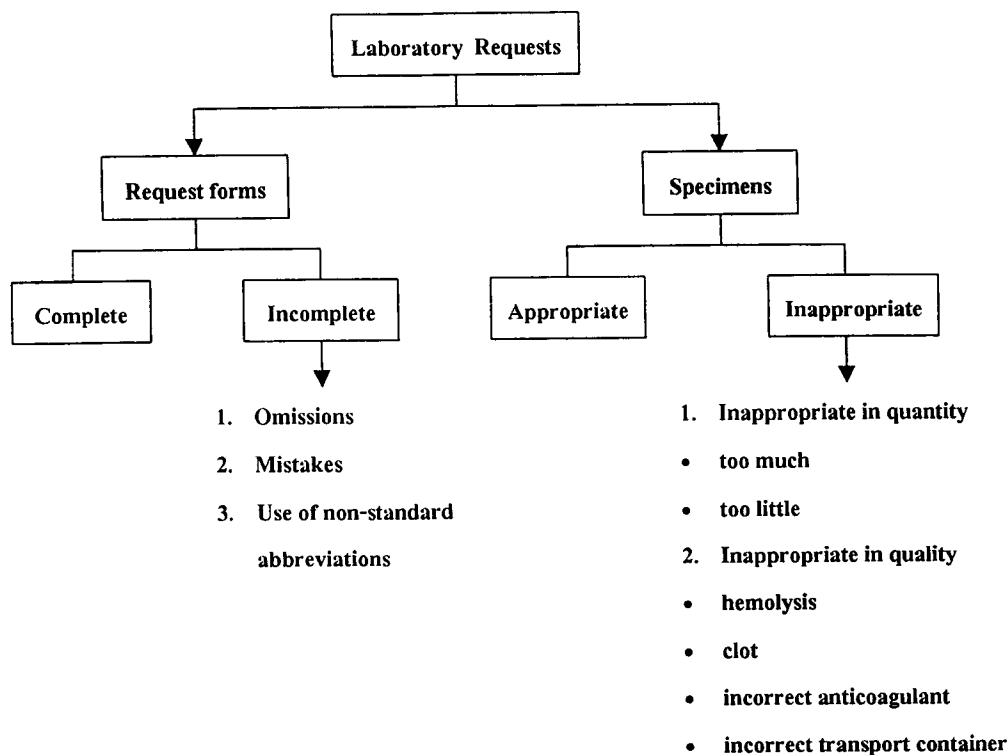 Laboratory Requests
Request forms
Specimens
Complete
Incomplete
Appropriate
Inappropriate
1. Omissions
2. Mistakes
3. Use of non-standard
abbreviations
1. Inappropriate in quantity
• too much
• too little
2. Inappropriate in quality
• hemolysis
• clot
• incorrect anticoagulant
• incorrect transport container